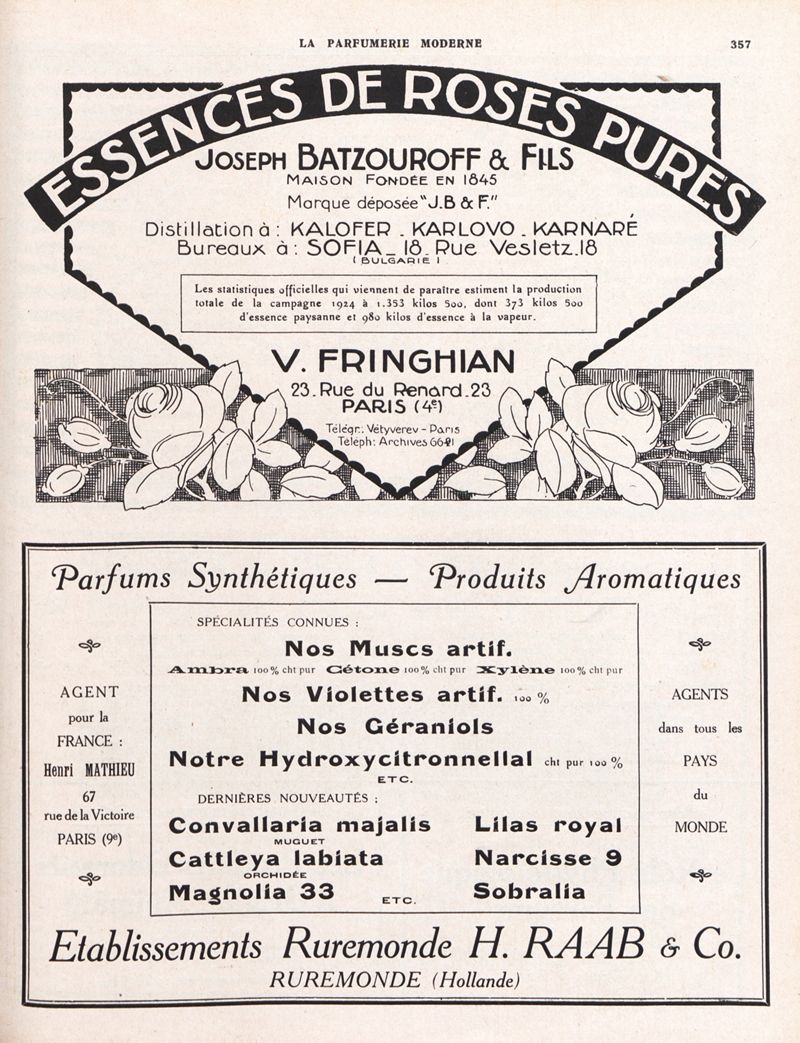 LA PARFUMERIE MODERNE
357
ESSENCES DE ROSES PURES
JOSEPH BATZOUROFF & FILS
MAISON FONDÉE EN 1845
Marque déposée "J.B & F."
Distillation à : KALOFER . KARLOVO . KARNARÉ
Bureaux à : SOFIA_ 18. Rue Vesletz.18
(BULGARIE)
Les statistiques officielles qui viennent de paraître estiment la production
totale de la campagne 1924 à 1.353 kilos 500, dont 373 kilos 500
d'essence paysanne et 980 kilos d'essence à la vapeur.
V. FRINGHIAN
23. Rue du Renard.23
PARIS (4e)
Télégr.: Vétyverev - Paris
Téléph: Archives
Parfums Synthétiques — Produits Aromatiques
SPÉCIALITÉS CONNUES :
Nos Muscs artif.
Ambra 100 % cht pur Cétone 100 % cht pur Xylène 100 % cht pur
Nos Violettes artif. 100 %
Nos Géraniols
Notre Hydroxycitronnellal cht pur 100 %
ETC.
DERNIÈRES NOUVEAUTÉS :
Convallaria majalis Lilas royal
MUGUET
Cattleya labiata Narcisse 9
ORCHIDÉE
Magnolia 33 ETC. Sobralia
AGENT
pour la
FRANCE :
Henri MATHIEU
67
rue de la Victoire
PARIS (9e)
AGENTS
dans tous les
PAYS
du
MONDE
Etablissements Ruremonde H. RAAB & Co.
RUREMONDE (Hollande)